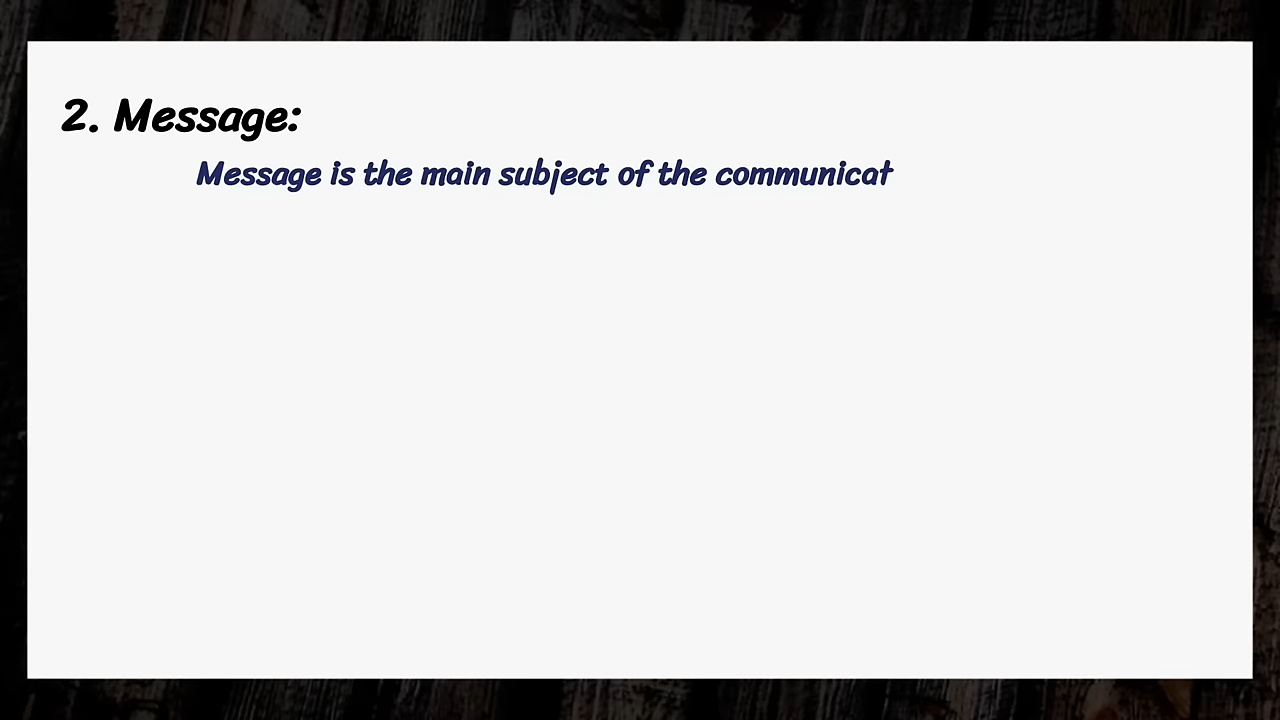 2. Message:
Message is the main subject of the communicat